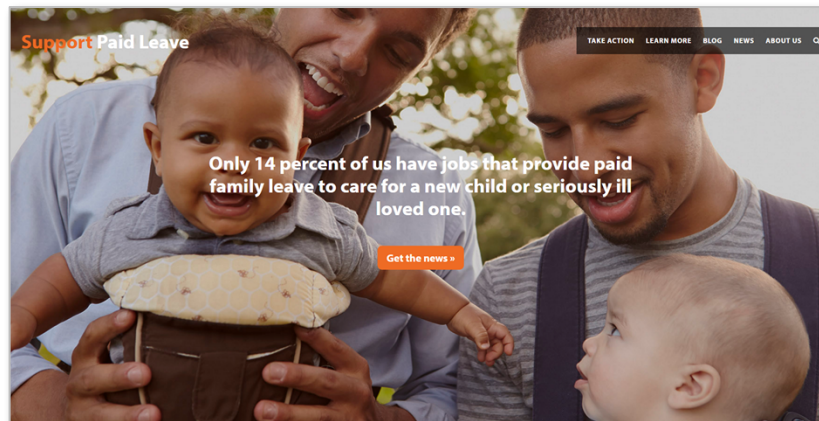 Support Paid Leave
TAKE ACTION LEARN MORE BLOG NEWS ABOUT US
Only 14 percent of us have jobs that provide paid
family leave to care for a new child or seriously ill
loved one.
Get the news »